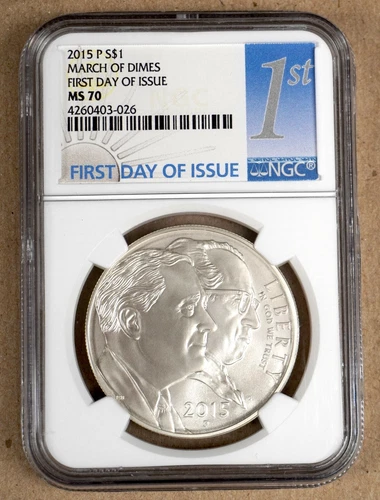 2015 P S$1
MARCH OF DIMES
FIRST DAY OF ISSUE
MS 70
4260403-026
1st
FIRST DAY OF ISSUE
NGC®
LIBERTY
IN GOD WE TRUST
2015
P